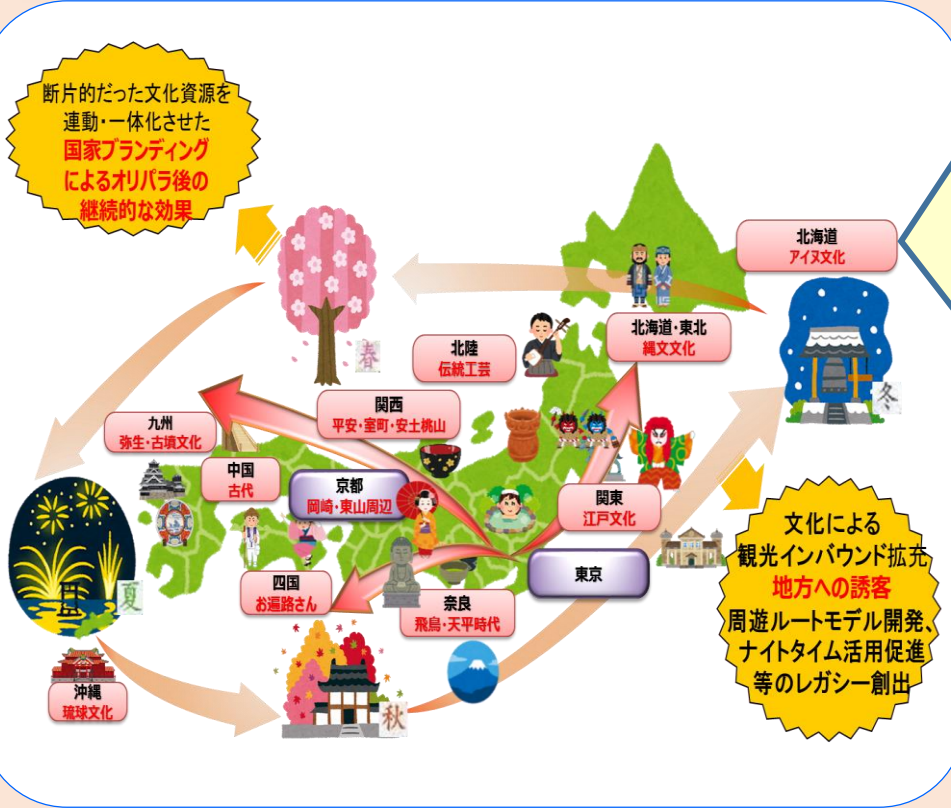 断片的だった文化資源を
連動・一体化させた
国家ブランディング
によるオリパラ後の
継続的な効果
北海道
アイヌ文化
北海道・東北
縄文文化
春
北陸
伝統工芸
冬
関西
平安・室町・安土桃山
九州
弥生・古墳文化
中国
古代
京都
岡崎・東山周辺
関東
江戸文化
東京
夏
四国
お遍路さん
奈良
飛鳥・天平時代
文化による
観光インバウンド拡充
地方への誘客
周遊ルートモデル開発、
ナイトタイム活用促進
等のレガシー創出
沖縄
琉球文化
秋